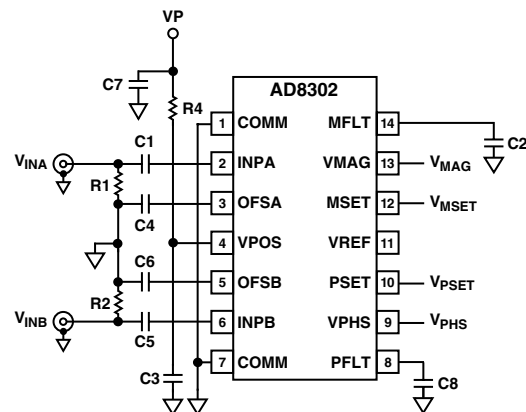 VP
C7
R4
AD8302
1 COMM
MFLT 14
C2
VINA
C1
2 INPA
VMAG 13
VMAG
R1
C4
3 OFSA
MSET 12
VMSET
4 VPOS
VREF 11
C6
5 OFSB
PSET 10
VPSET
R2
VINB
C5
6 INPB
VPHS 9
VPHS
C3
7 COMM
PFLT 8
C8